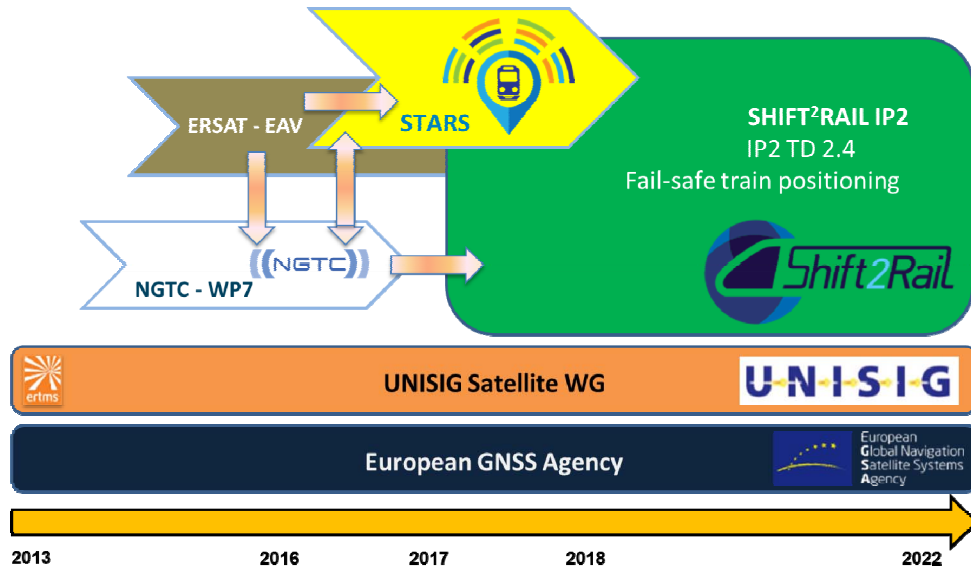 ERSAT - EAV
STARS
SHIFT²RAIL IP2
IP2 TD 2.4
Fail-safe train positioning
((NGTC))
NGTC - WP7
Shift2Rail
ertms
UNISIG Satellite WG
U·N·I·S·I·G
European GNSS Agency
European
Global Navigation
Satellite Systems
Agency
2013 2016 2017 2018 2022